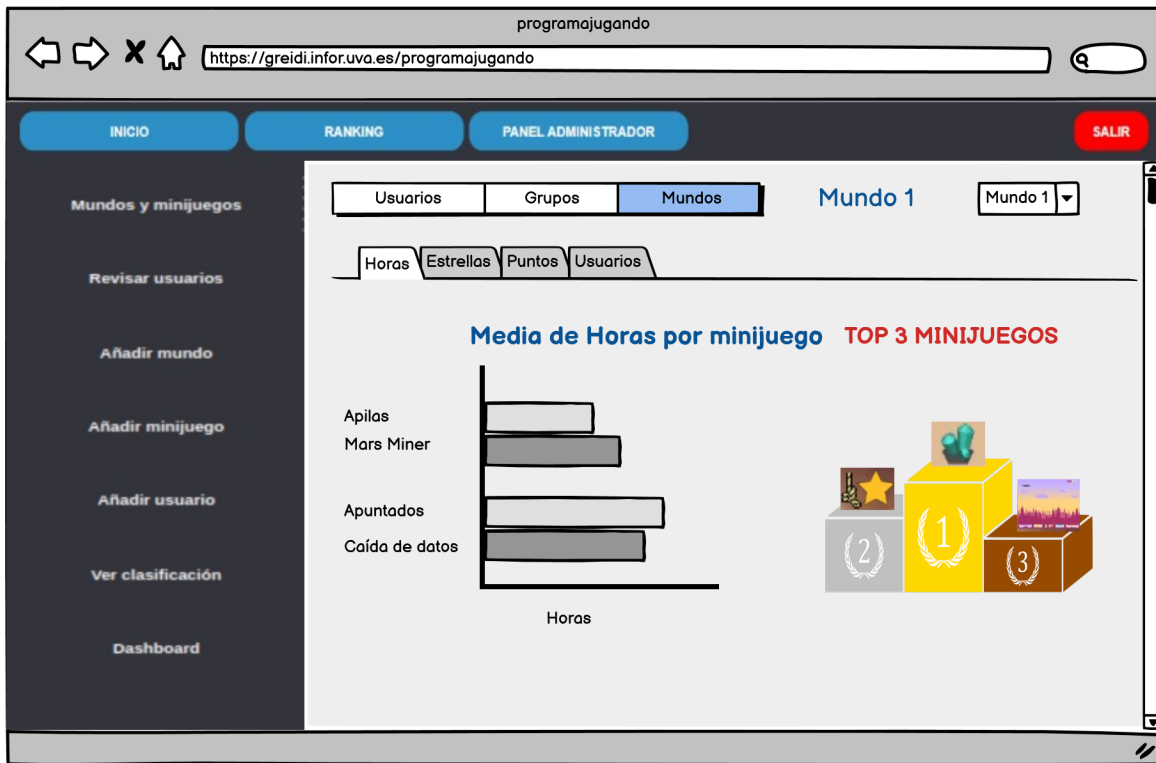 programajugando
https://greidi.infor.uva.es/programajugando
INICIO RANKING PANEL ADMINISTRADOR SALIR
Mundos y minijuegos
Revisar usuarios
Añadir mundo
Añadir minijuego
Añadir usuario
Ver clasificación
Dashboard
Usuarios Grupos Mundos Mundo 1 Mundo 1
Horas Estrellas Puntos Usuarios
Media de Horas por minijuego TOP 3 MINIJUEGOS
Apilas
Mars Miner
Apuntados
Caída de datos
Horas
2 1 3